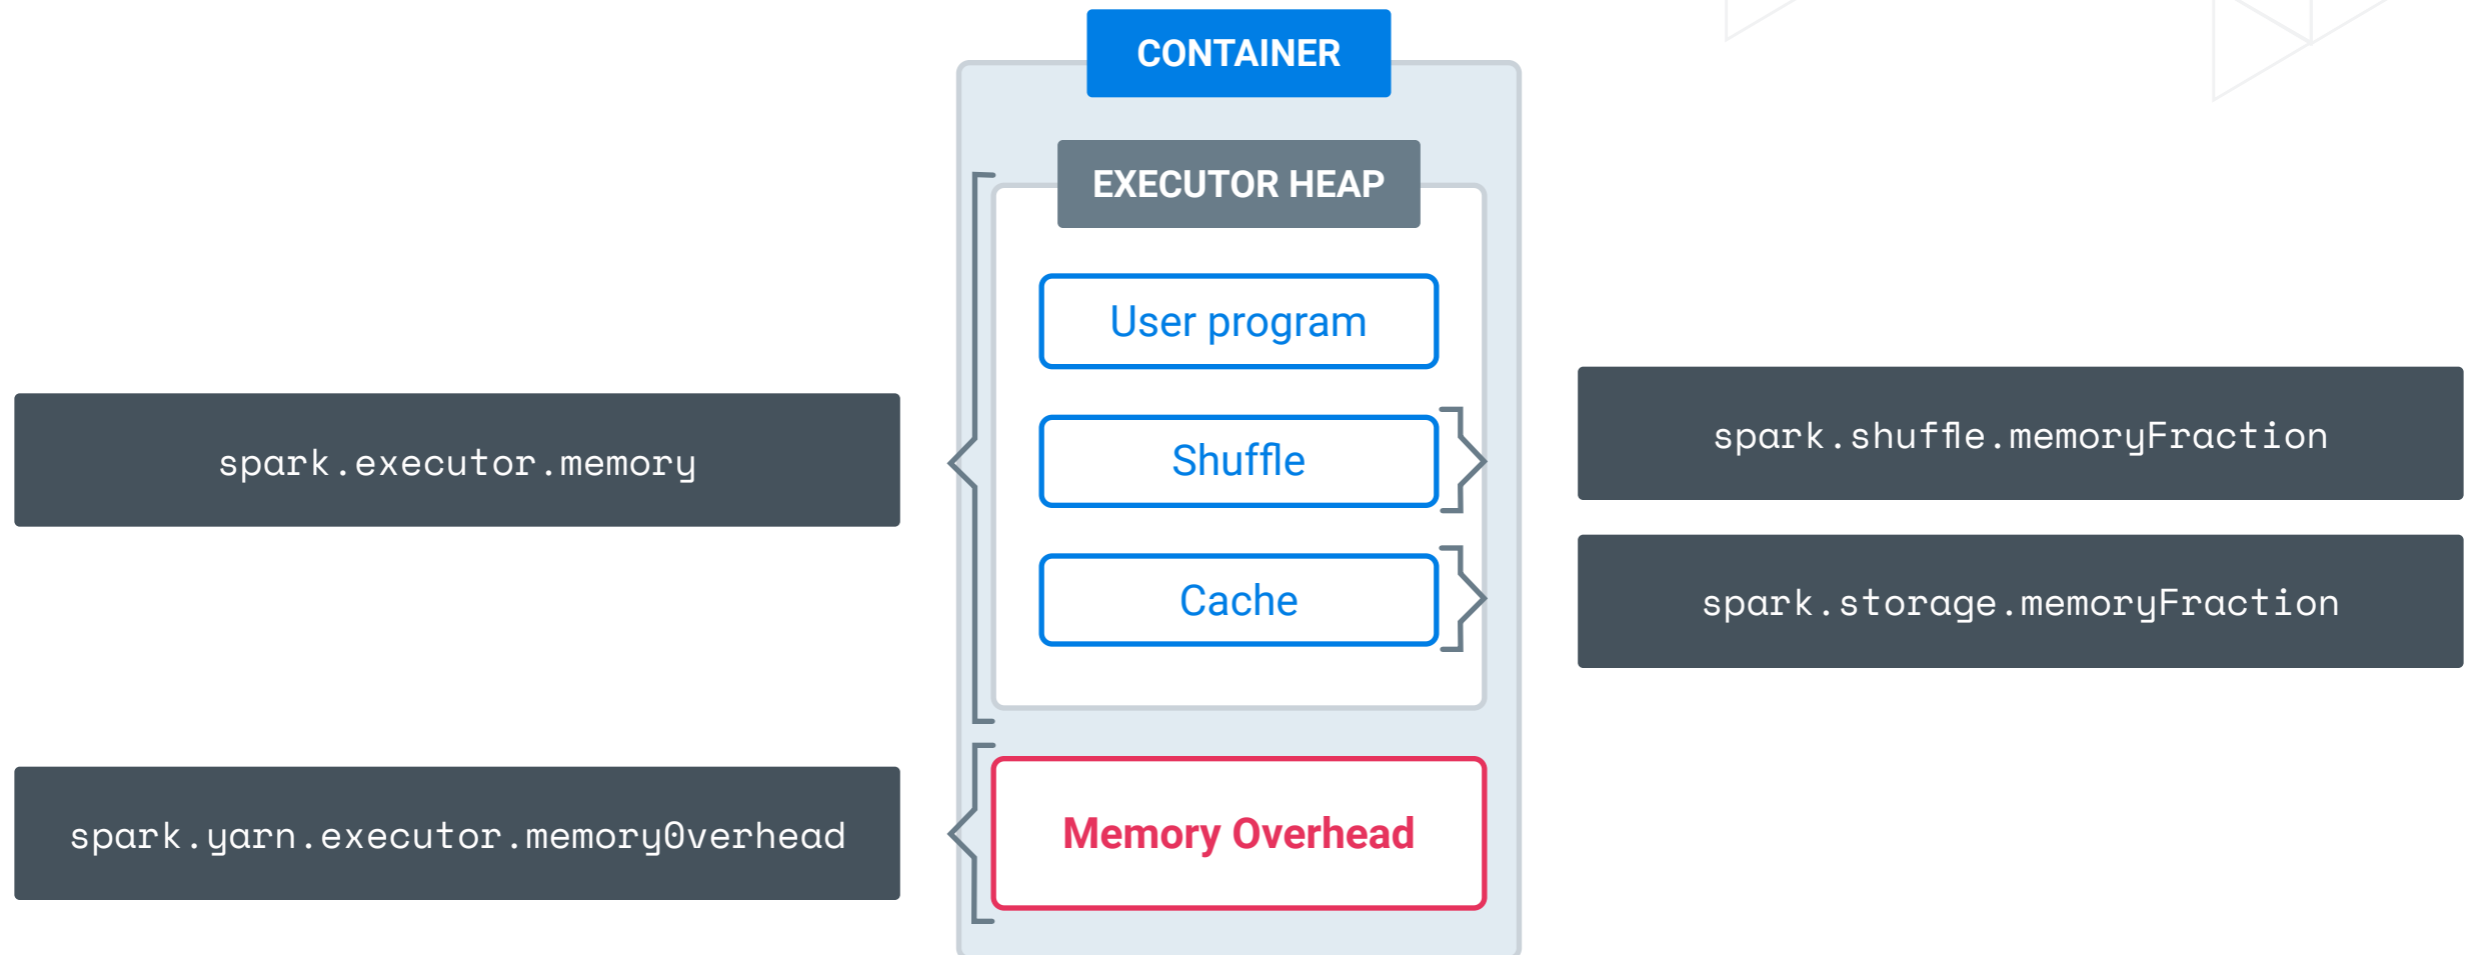 CONTAINER
EXECUTOR HEAP
User program
Shuffle
Cache
Memory Overhead
spark.executor.memory
spark.yarn.executor.memory0verhead
spark.shuffle.memoryFraction
spark.storage.memoryFraction